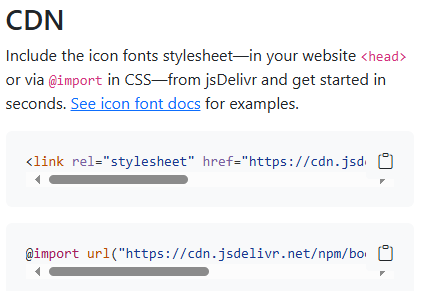 CDN
Include the icon fonts stylesheet—in your website <head>
or via @import in CSS—from jsDelivr and get started in
seconds. See icon font docs for examples.
<link rel="stylesheet" href="https://cdn.jsde
@import url("https://cdn.jsdelivr.net/npm/boo